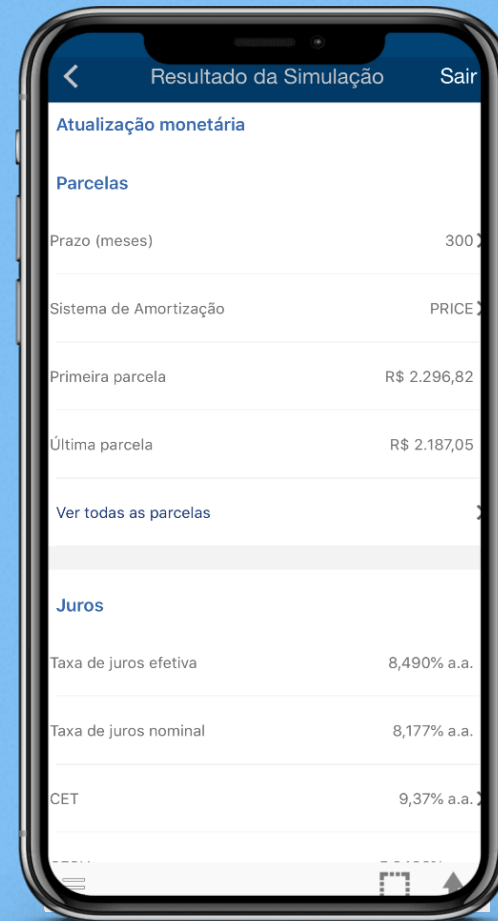 Resultado da Simulação Sair
Atualização monetária
Parcelas
Prazo (meses) 300
Sistema de Amortização PRICE
Primeira parcela R$ 2.296,82
Última parcela R$ 2.187,05
Ver todas as parcelas
Juros
Taxa de juros efetiva 8,490% a.a.
Taxa de juros nominal 8,177% a.a.
CET 9,37% a.a.